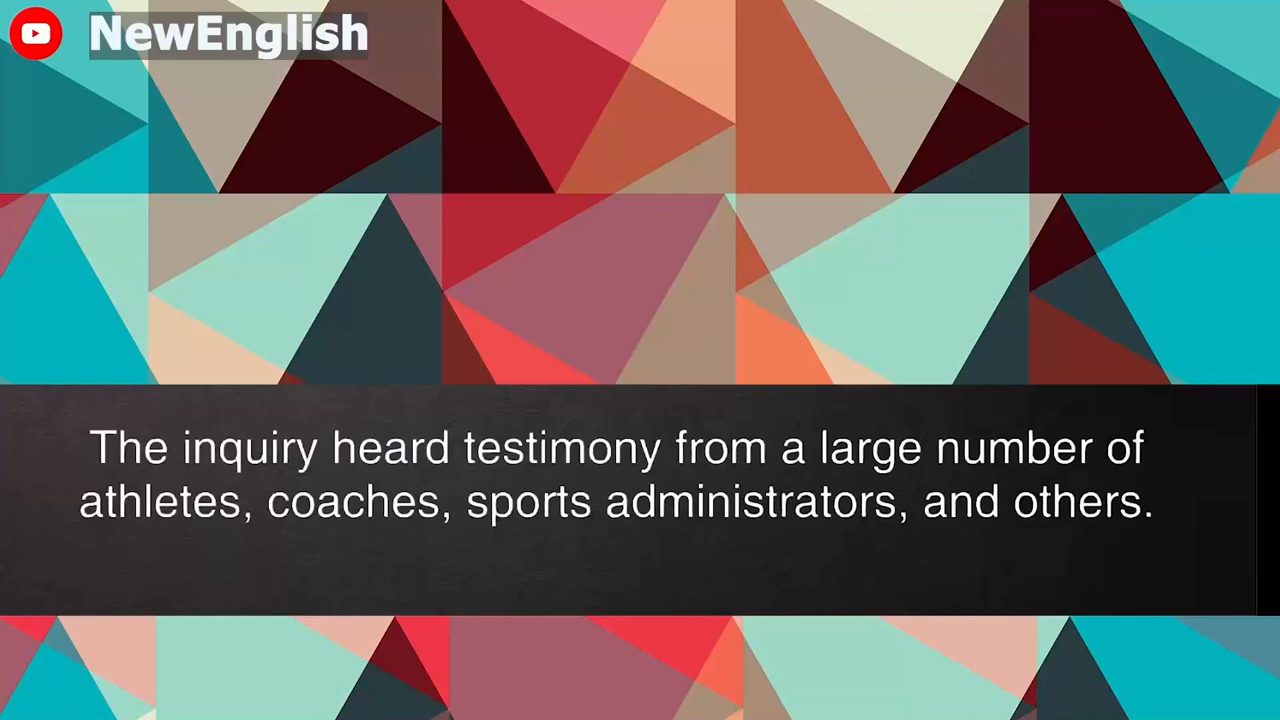 NewEnglish
The inquiry heard testimony from a large number of
athletes, coaches, sports administrators, and others.